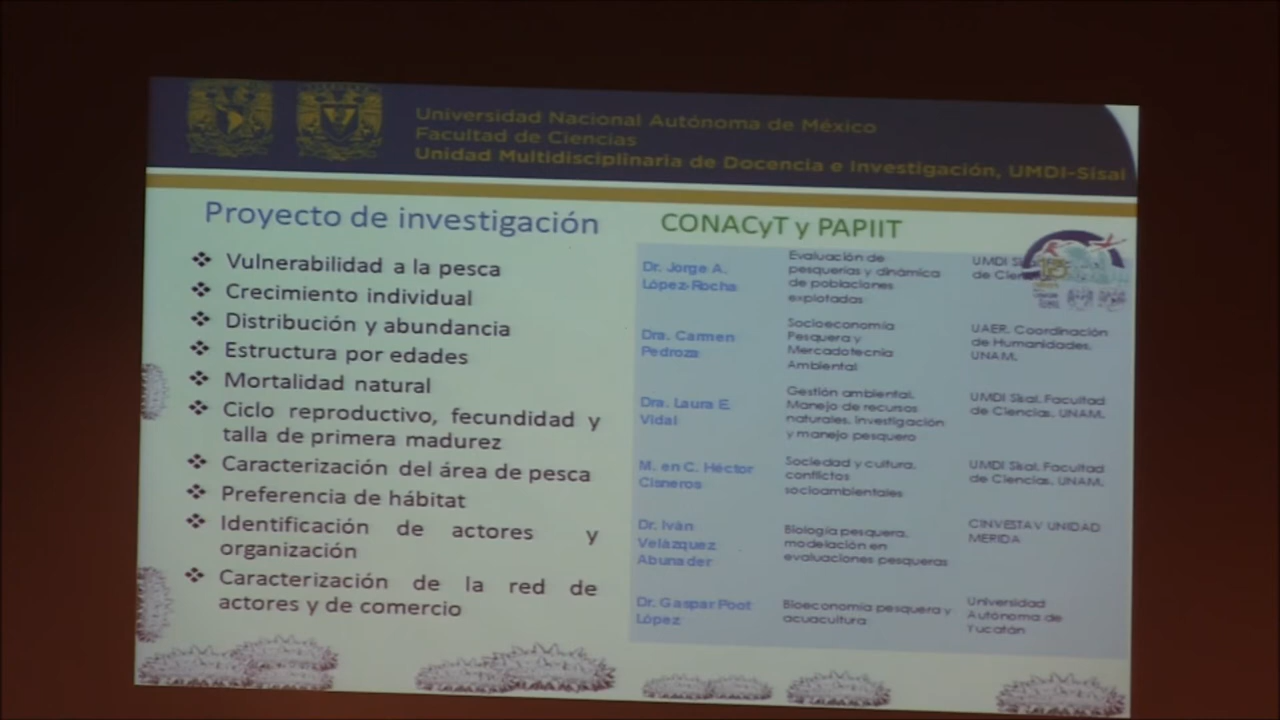 Universidad Nacional Autónoma de México
Facultad de Ciencias
Unidad Multidisciplinaria de Docencia e Investigación, UMDI-Sisal
Proyecto de investigación
Vulnerabilidad a la pesca
Crecimiento individual
Distribución y abundancia
Estructura por edades
Mortalidad natural
Ciclo reproductivo, fecundidad y
talla de primera madurez
Caracterización del área de pesca
Preferencia de hábitat
Identificación de actores y
organización
Caracterización de la red de
actores y de comercio
CONACyT y PAPIIT
Dr. Jorge A.
López-Rocha
Evaluación de
pesquerías y dinámica
de poblaciones
explotadas
UMDI
de
Dra. Carmen
Pedroza
Socioeconomía
Pesquera y
Mercadotecnia
Ambiental
UAER. Coordinación
de Humanidades.
UNAM.
Dra. Laura E.
Vidal
Gestión ambiental.
Manejo de recursos
naturales. Investigación
y manejo pesquero
UMDI Sisal. Facultad
de Ciencias. UNAM.
M. en C. Héctor
Cisneros
Sociedad y cultura.
conflictos
socioambientales
UMDI Sisal. Facultad
de Ciencias. UNAM.
Dr. Iván
Velázquez
Abunader
Biología pesquera.
modelación en
evaluaciones pesqueras
CINVESTAV UNIDAD
MERIDA
Dr. Gaspar Poot
López
Bioeconomía pesquera y
acuacultura
Universidad
Autónoma de
Yucatán